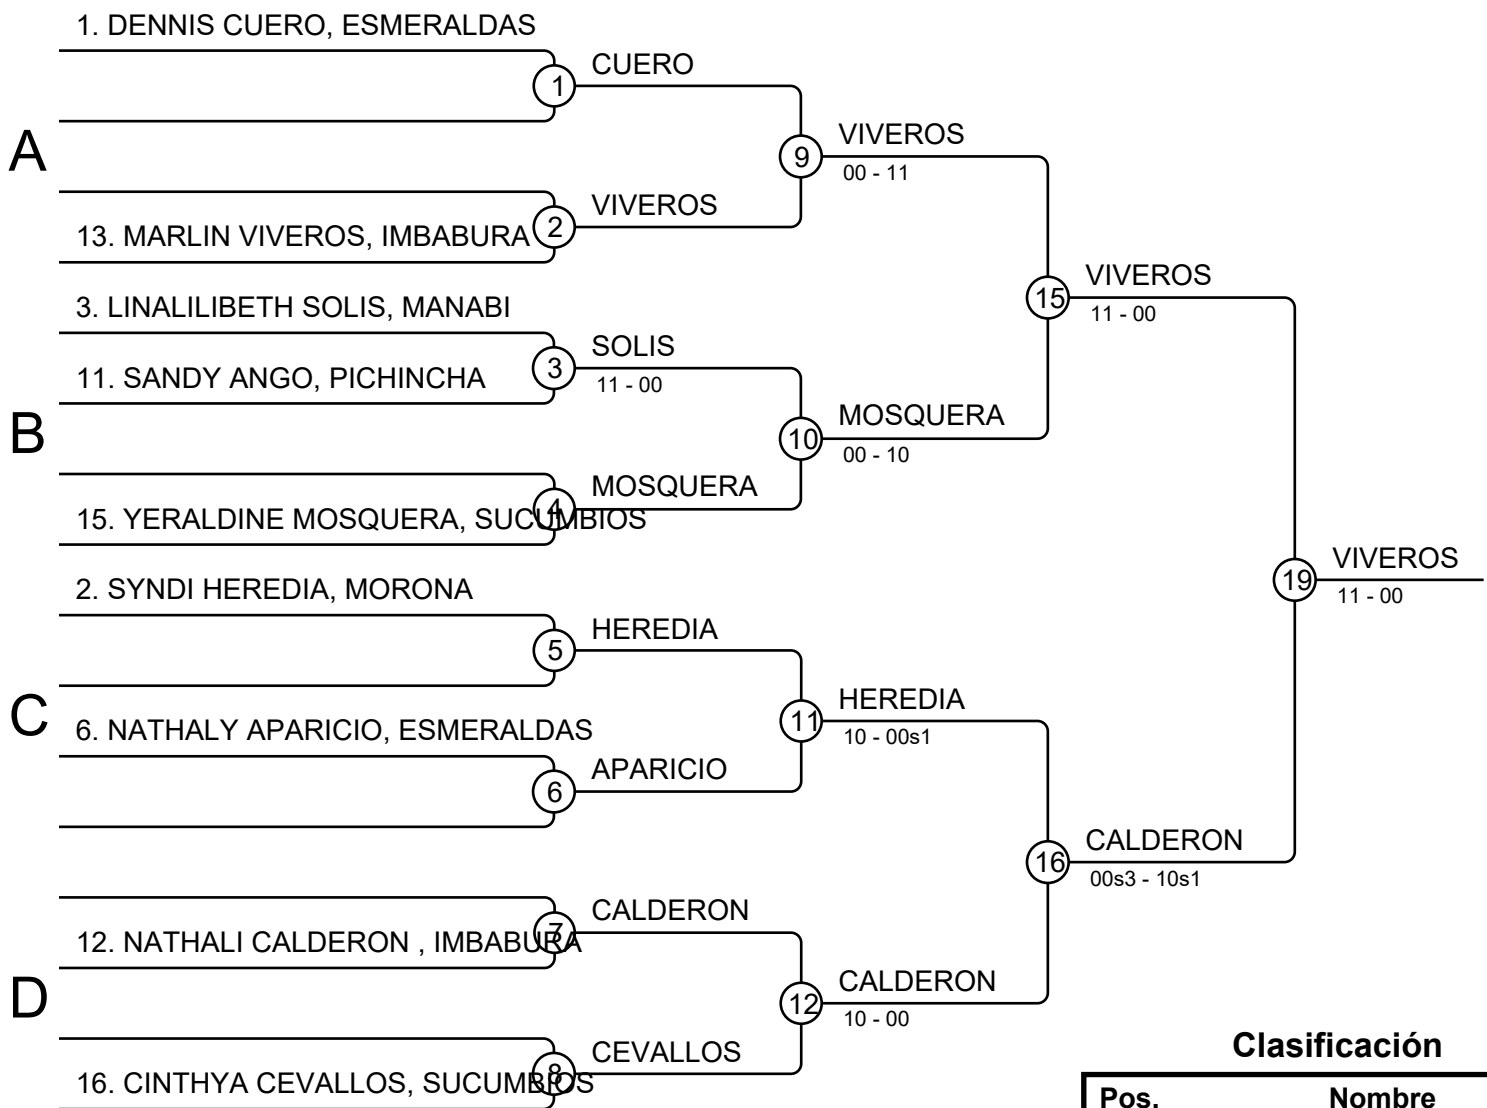 1. DENNIS CUERO, ESMERALDAS
1
CUERO
A
9
VIVEROS
00 - 11
2
VIVEROS
13. MARLIN VIVEROS, IMBABURA
15
VIVEROS
11 - 00
3. LINALILIBETH SOLIS, MANABI
3
SOLIS
11 - 00
11. SANDY ANGO, PICHINCHA
B
10
MOSQUERA
00 - 10
4
MOSQUERA
15. YERALDINE MOSQUERA, SUCUMBIOS
19
VIVEROS
11 - 00
2. SYNDI HEREDIA, MORONA
5
HEREDIA
C
11
HEREDIA
10 - 00s1
6. NATHALY APARICIO, ESMERALDAS
6
APARICIO
16
CALDERON
00s3 - 10s1
7
CALDERON
12. NATHALI CALDERON , IMBABURA
D
12
CALDERON
10 - 00
8
CEVALLOS
16. CINTHYA CEVALLOS, SUCUMBIOS
Clasificación
Pos. Nombre